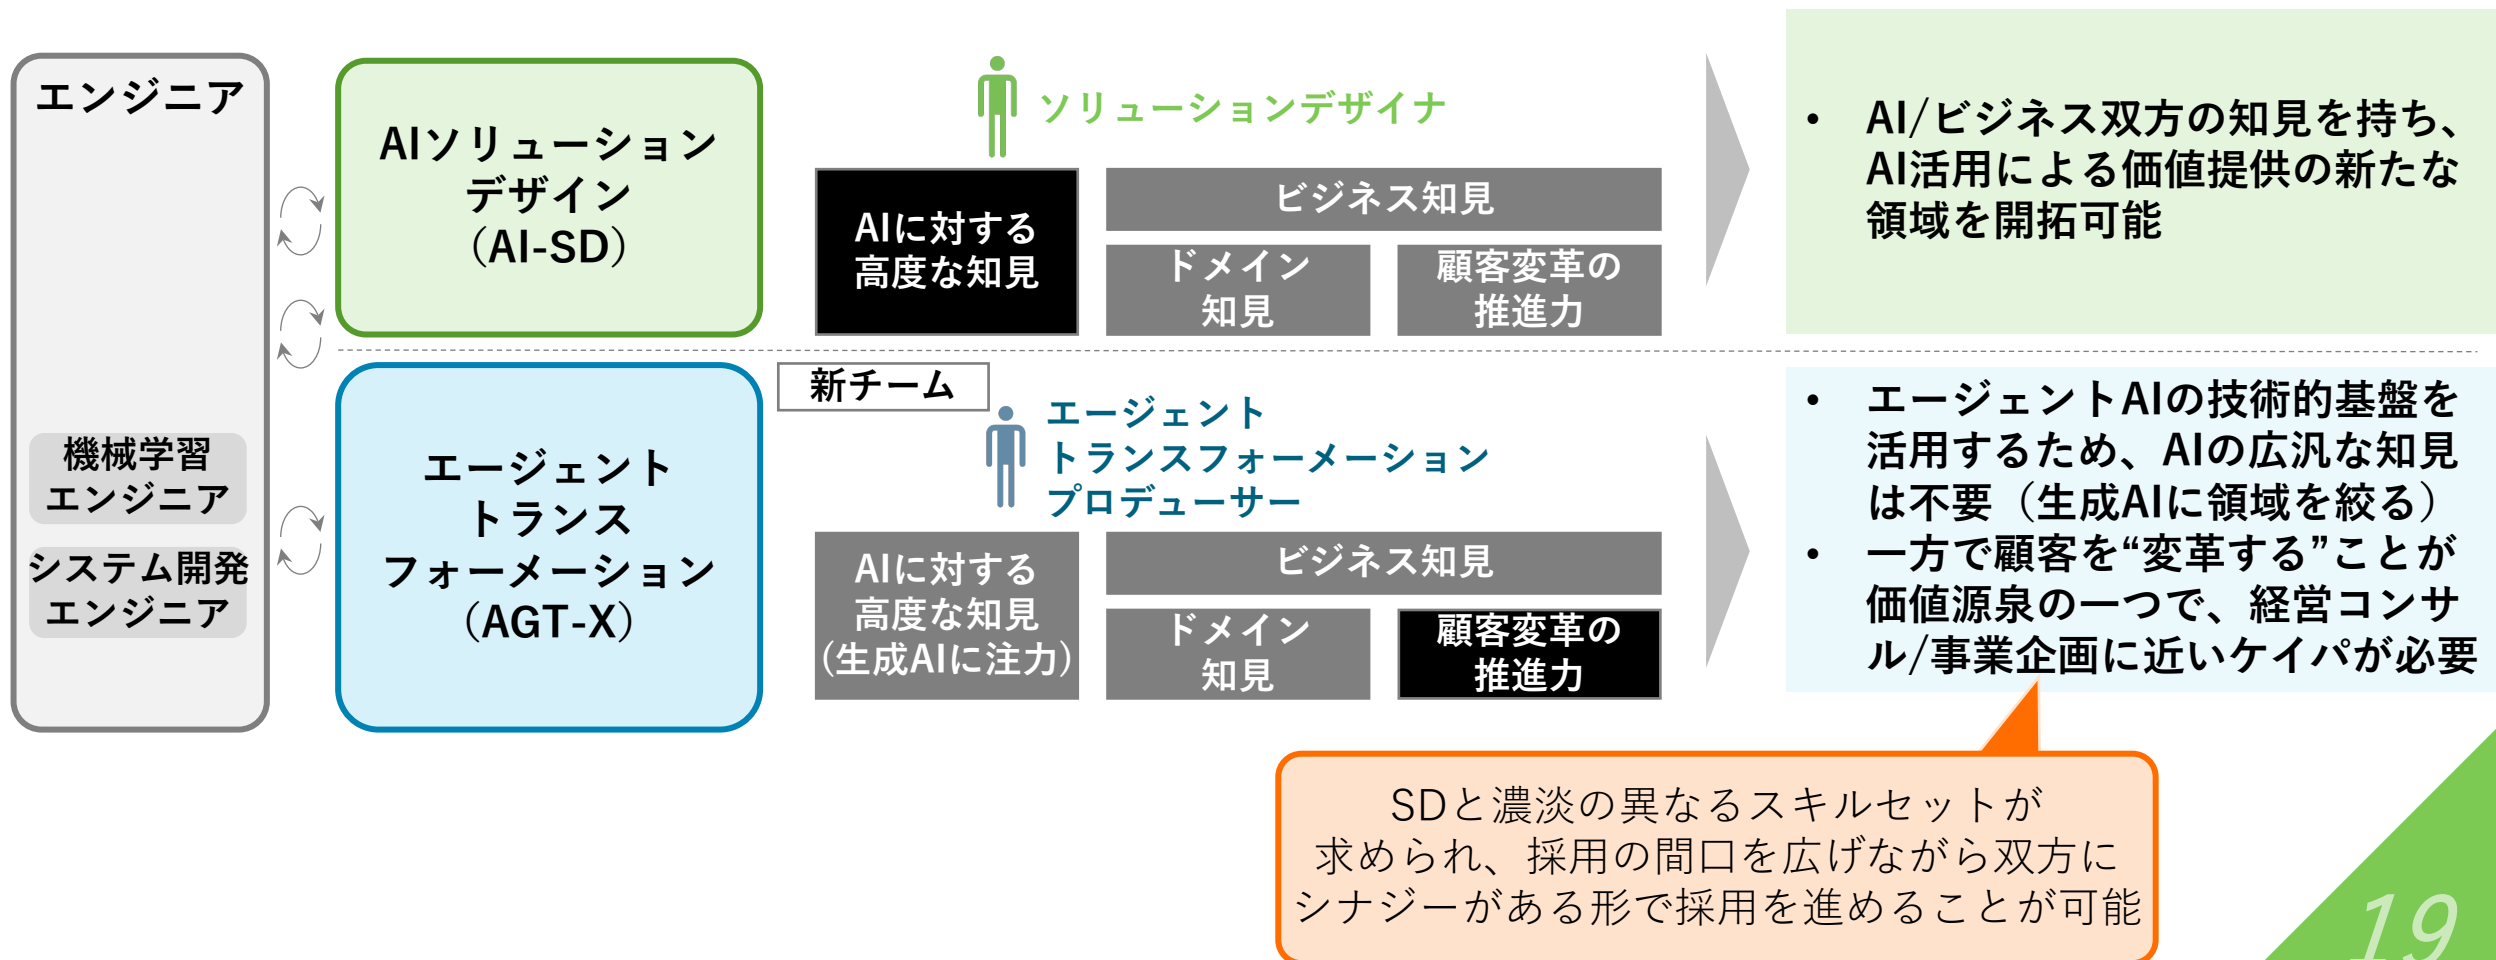 エンジニア
機械学習
エンジニア
システム開発
エンジニア
AIソリューション
デザイン
（AI-SD）
ソリューションデザイナ
AIに対する
高度な知見
ビジネス知見
ドメイン
知見
顧客変革の
推進力
• AI/ビジネス双方の知見を持ち、
AI活用による価値提供の新たな
領域を開拓可能
エージェント
トランス
フォーメーション
（AGT-X）
新チーム
エージェント
トランスフォーメーション
プロデューサー
AIに対する
高度な知見
(生成AIに注力)
ビジネス知見
ドメイン
知見
顧客変革の
推進力
• エージェントAIの技術的基盤を
活用するため、AIの広汎な知見
は不要（生成AIに領域を絞る）
• 一方で顧客を“変革する”ことが
価値源泉の一つで、経営コンサ
ル/事業企画に近いケイパが必要
SDと濃淡の異なるスキルセットが
求められ、採用の間口を広げながら双方に
シナジーがある形で採用を進めることが可能
19